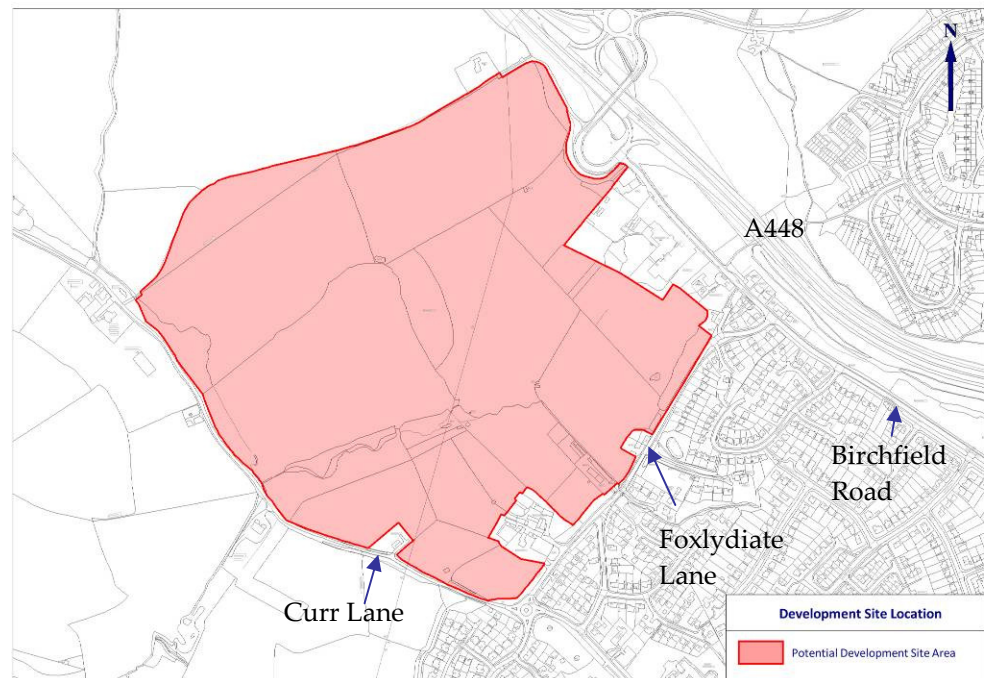 N
A448
Birchfield
Road
Foxlydiate
Lane
Curr Lane
Development Site Location
Potential Development Site Area